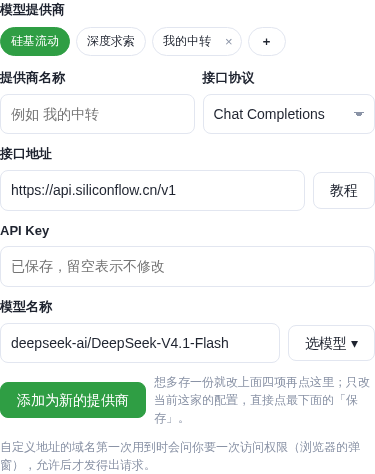 模型提供商
硅基流动 深度求索 我的中转 × +
提供商名称 接口协议
例如 我的中转 Chat Completions
接口地址
https://api.siliconflow.cn/v1 教程
API Key
已保存，留空表示不修改
模型名称
deepseek-ai/DeepSeek-V4.1-Flash 选模型 ▾
添加为新的提供商
想多存一份就改上面四项再点这里；只改
当前这家的配置，直接点最下面的「保
存」。
自定义地址的域名第一次用到时会问你要一次访问权限（浏览器的弹
窗），允许后才发得出请求。